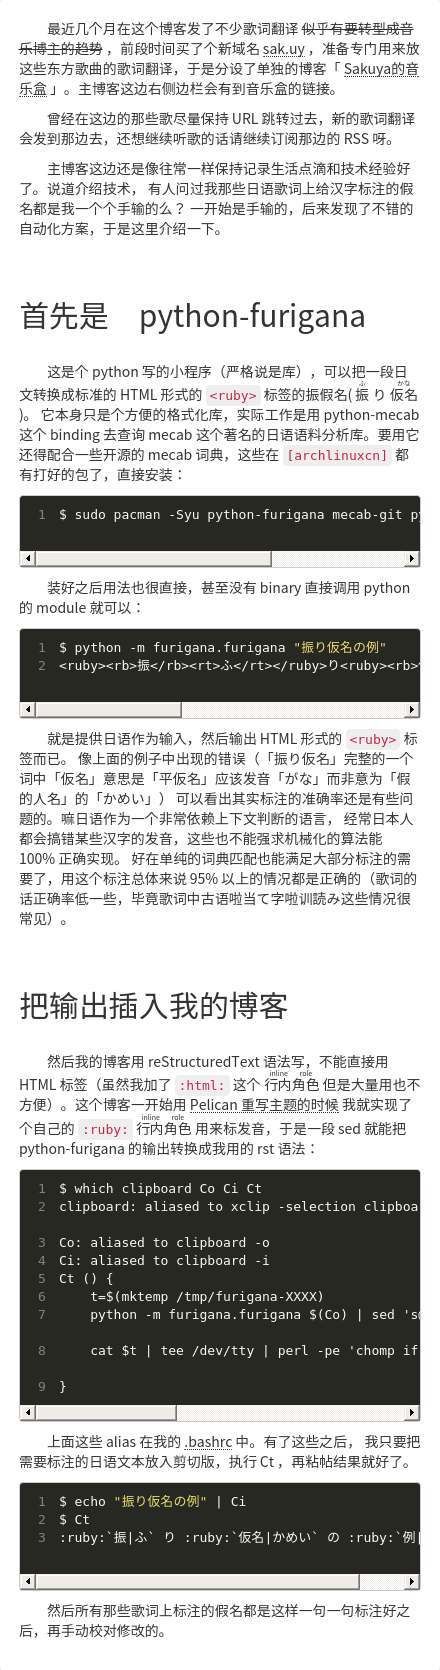 最近几个月在这个博客发了不少歌词翻译 似乎有要转型成音
乐博主的趋势 ，前段时间买了个新域名 sak.uy ，准备专门用来放
这些东方歌曲的歌词翻译，于是分设了单独的博客「 Sakuya的音
乐盒 」。主博客这边右侧边栏会有到音乐盒的链接。
曾经在这边的那些歌尽量保持 URL 跳转过去，新的歌词翻译
会发到那边去，还想继续听歌的话请继续订阅那边的 RSS 呀。
主博客这边还是像往常一样保持记录生活点滴和技术经验好
了。说道介绍技术， 有人问过我那些日语歌词上给汉字标注的假
名都是我一个个手输的么？ 一开始是手输的，后来发现了不错的
自动化方案，于是这里介绍一下。
首先是　python-furigana
这是个 python 写的小程序（严格说是库），可以把一段日
ふ かな
文转换成标准的 HTML 形式的 <ruby> 标签的振假名( 振 り 仮名
)。 它本身只是个方便的格式化库，实际工作是用 python-mecab
这个 binding 去查询 mecab 这个著名的日语语料分析库。要用它
还得配合一些开源的 mecab 词典，这些在 [archlinuxcn] 都
有打好的包了，直接安装：
1 $ sudo pacman -Syu python-furigana mecab-git py
装好之后用法也很直接，甚至没有 binary 直接调用 python
的 module 就可以：
1 $ python -m furigana.furigana "振り仮名の例"
2 <ruby><rb>振</rb><rt>ふ</rt></ruby>り<ruby><rb>
就是提供日语作为输入，然后输出 HTML 形式的 <ruby> 标
签而已。 像上面的例子中出现的错误（「振り仮名」完整的一个
词中「仮名」意思是「平仮名」应该发音「がな」而非意为「假
的人名」的「かめい」） 可以看出其实标注的准确率还是有些问
题的。嘛日语作为一个非常依赖上下文判断的语言， 经常日本人
都会搞错某些汉字的发音，这些也不能强求机械化的算法能
100% 正确实现。 好在单纯的词典匹配也能满足大部分标注的需
要了，用这个标注总体来说 95% 以上的情况都是正确的（歌词的
话正确率低一些，毕竟歌词中古语啦当て字啦训読み这些情况很
常见）。
把输出插入我的博客
然后我的博客用 reStructuredText 语法写，不能直接用
inline role
HTML 标签（虽然我加了 :html: 这个 行内角色 但是大量用也不
方便）。这个博客一开始用 Pelican 重写主题的时候 我就实现了
inline role
个自己的 :ruby: 行内角色 用来标发音，于是一段 sed 就能把
python-furigana 的输出转换成我用的 rst 语法：
1 $ which clipboard Co Ci Ct
2 clipboard: aliased to xclip -selection clipboa
3 Co: aliased to clipboard -o
4 Ci: aliased to clipboard -i
5 Ct () {
6 t=$(mktemp /tmp/furigana-XXXX)
7 python -m furigana.furigana $(Co) | sed 's@
8 cat $t | tee /dev/tty | perl -pe 'chomp if
9 }
上面这些 alias 在我的 .bashrc 中。有了这些之后， 我只要把
需要标注的日语文本放入剪切版，执行 Ct ，再粘帖结果就好了。
1 $ echo "振り仮名の例" | Ci
2 $ Ct
3 :ruby:`振|ふ` り :ruby:`仮名|かめい` の :ruby:`例|
然后所有那些歌词上标注的假名都是这样一句一句标注好之
后，再手动校对修改的。